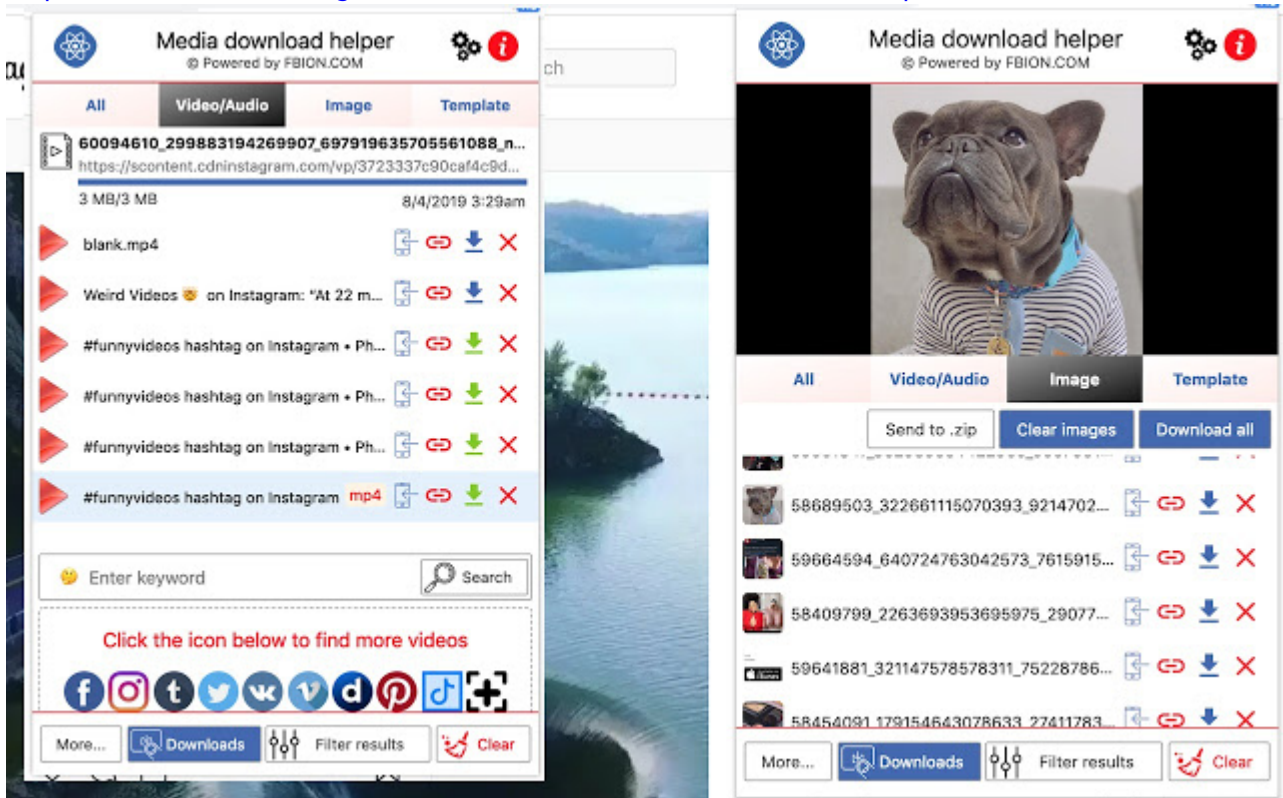 Media download helper
© Powered by FBION.COM
i
ch
All
Video/Audio
Image
Template
60094610_299883194269907_697919635705561088_n...
https://scontent.cdninstagram.com/vp/3723337c90caf4c9d...
3 MB/3 MB
8/4/2019 3:29am
blank.mp4
Weird Videos 🤯 on Instagram: "At 22 m...
#funnyvideos hashtag on Instagram • Ph...
#funnyvideos hashtag on Instagram • Ph...
#funnyvideos hashtag on Instagram • Ph...
#funnyvideos hashtag on Instagram mp4
🤔 Enter keyword
Search
Click the icon below to find more videos
More...
Downloads
Filter results
Clear
Media download helper
© Powered by FBION.COM
i
All
Video/Audio
Image
Template
Send to .zip
Clear images
Download all
58689503_322661115070393_9214702...
59664594_640724763042573_7615915...
58409799_2263693953695975_29077...
59641881_321147578578311_75228786...
58454091_179154643078633_27411783...
More...
Downloads
Filter results
Clear